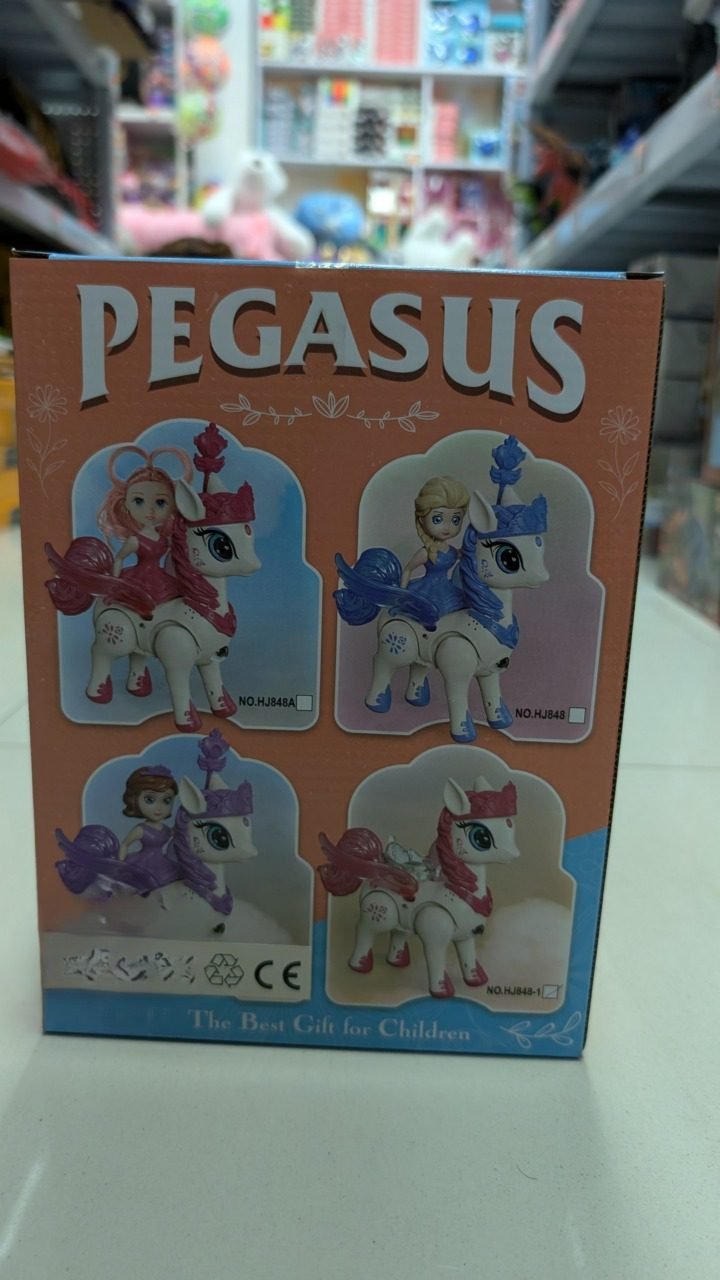 PEGASUS
NO.HJ848A
NO.HJ848
NO.HJ848-1
CE
The Best Gift for Children